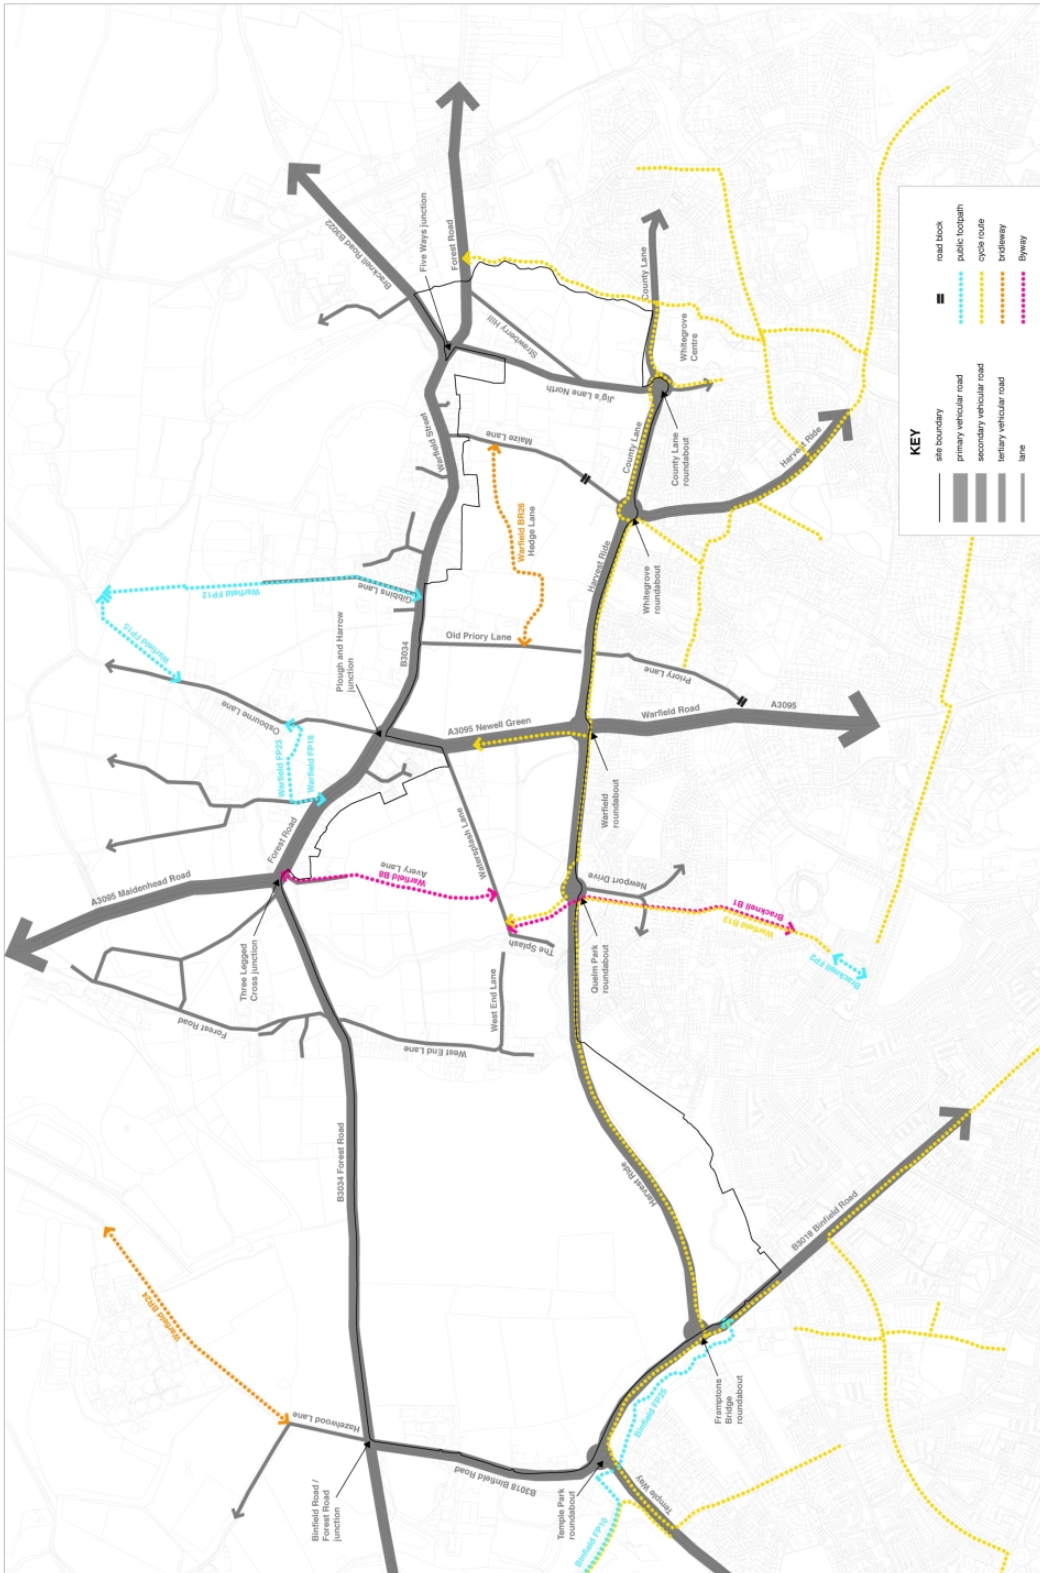 Bracknell Road B3022
Five Ways junction
Forest Road
Strawberry Hill
Jig's Lane North
County Lane
Whitegrove
Centre
Warfield Street
Maize Lane
County Lane
County Lane
roundabout
Harvest Ride
Warfield BR26
Hedge Lane
Harvest Ride
Whitegrove
roundabout
Warfield FP12
Gibbins Lane
Warfield FP15
Old Priory Lane
Priory Lane
B3034
Plough and Harrow
junction
Osbourne Lane
A3095 Newell Green
Warfield Road
A3095
Warfield FP23
Warfield FP16
Forest Road
Watersplash Lane
Warfield
roundabout
A3095 Maidenhead Road
Avery Lane
Warfield B8
Newport Drive
Bracknell B1
Warfield B13
Three Legged
Cross junction
The Splash
Quelm Park
roundabout
Bracknell FP2
Forest Road
West End Lane
West End Lane
B3034 Forest Road
Harvest Ride
B3018 Binfield Road
Warfield BR24
Hazelwood Lane
Binfield FP25
Framptons
Bridge
roundabout
Binfield Road /
Forest Road
junction
B3018 Binfield Road
Temple Park
roundabout
Temple Way
Binfield FP10
KEY
site boundary
primary vehicular road
secondary vehicular road
tertiary vehicular road
lane
road block
public footpath
cycle route
bridleway
Byway